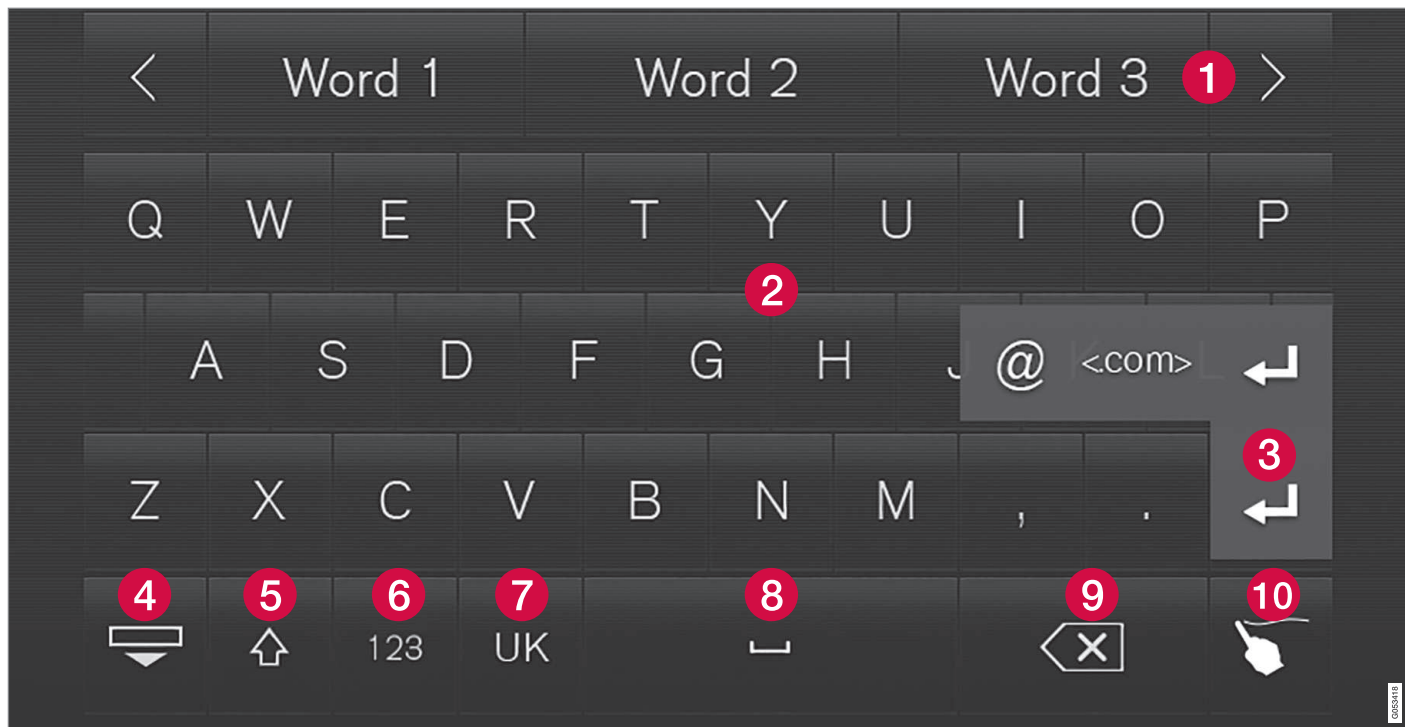 Word 1 Word 2 Word 3 1
Q W E R T Y U I O P
2
A S D F G H J @ K <.com> L
3
Z X C V B N M , .
4 5 6 7 8 9 10
123 UK
G053418